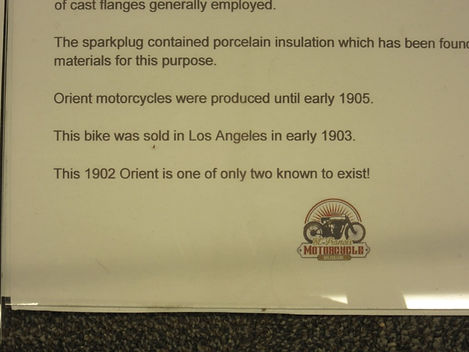 of cast flanges generally employed.
The sparkplug contained porcelain insulation which has been found
materials for this purpose.
Orient motorcycles were produced until early 1905.
This bike was sold in Los Angeles in early 1903.
This 1902 Orient is one of only two known to exist!
St. Francis
MOTORCYCLE